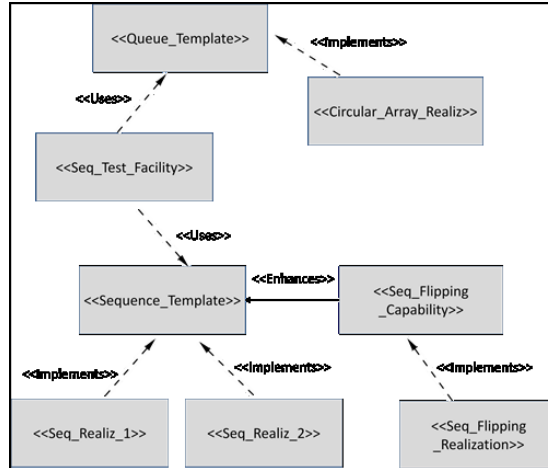 <<Queue_Template>>
<<Implements>>
<<Circular_Array_Realiz>>
<<Uses>>
<<Seq_Test_Facility>>
<<Uses>>
<<Enhances>>
<<Sequence_Template>>
<<Seq_Flipping
_Capability>>
<<Implements>>
<<Implements>>
<<Implements>>
<<Seq_Realiz_1>>
<<Seq_Realiz_2>>
<<Seq_Flipping
_Realization>>